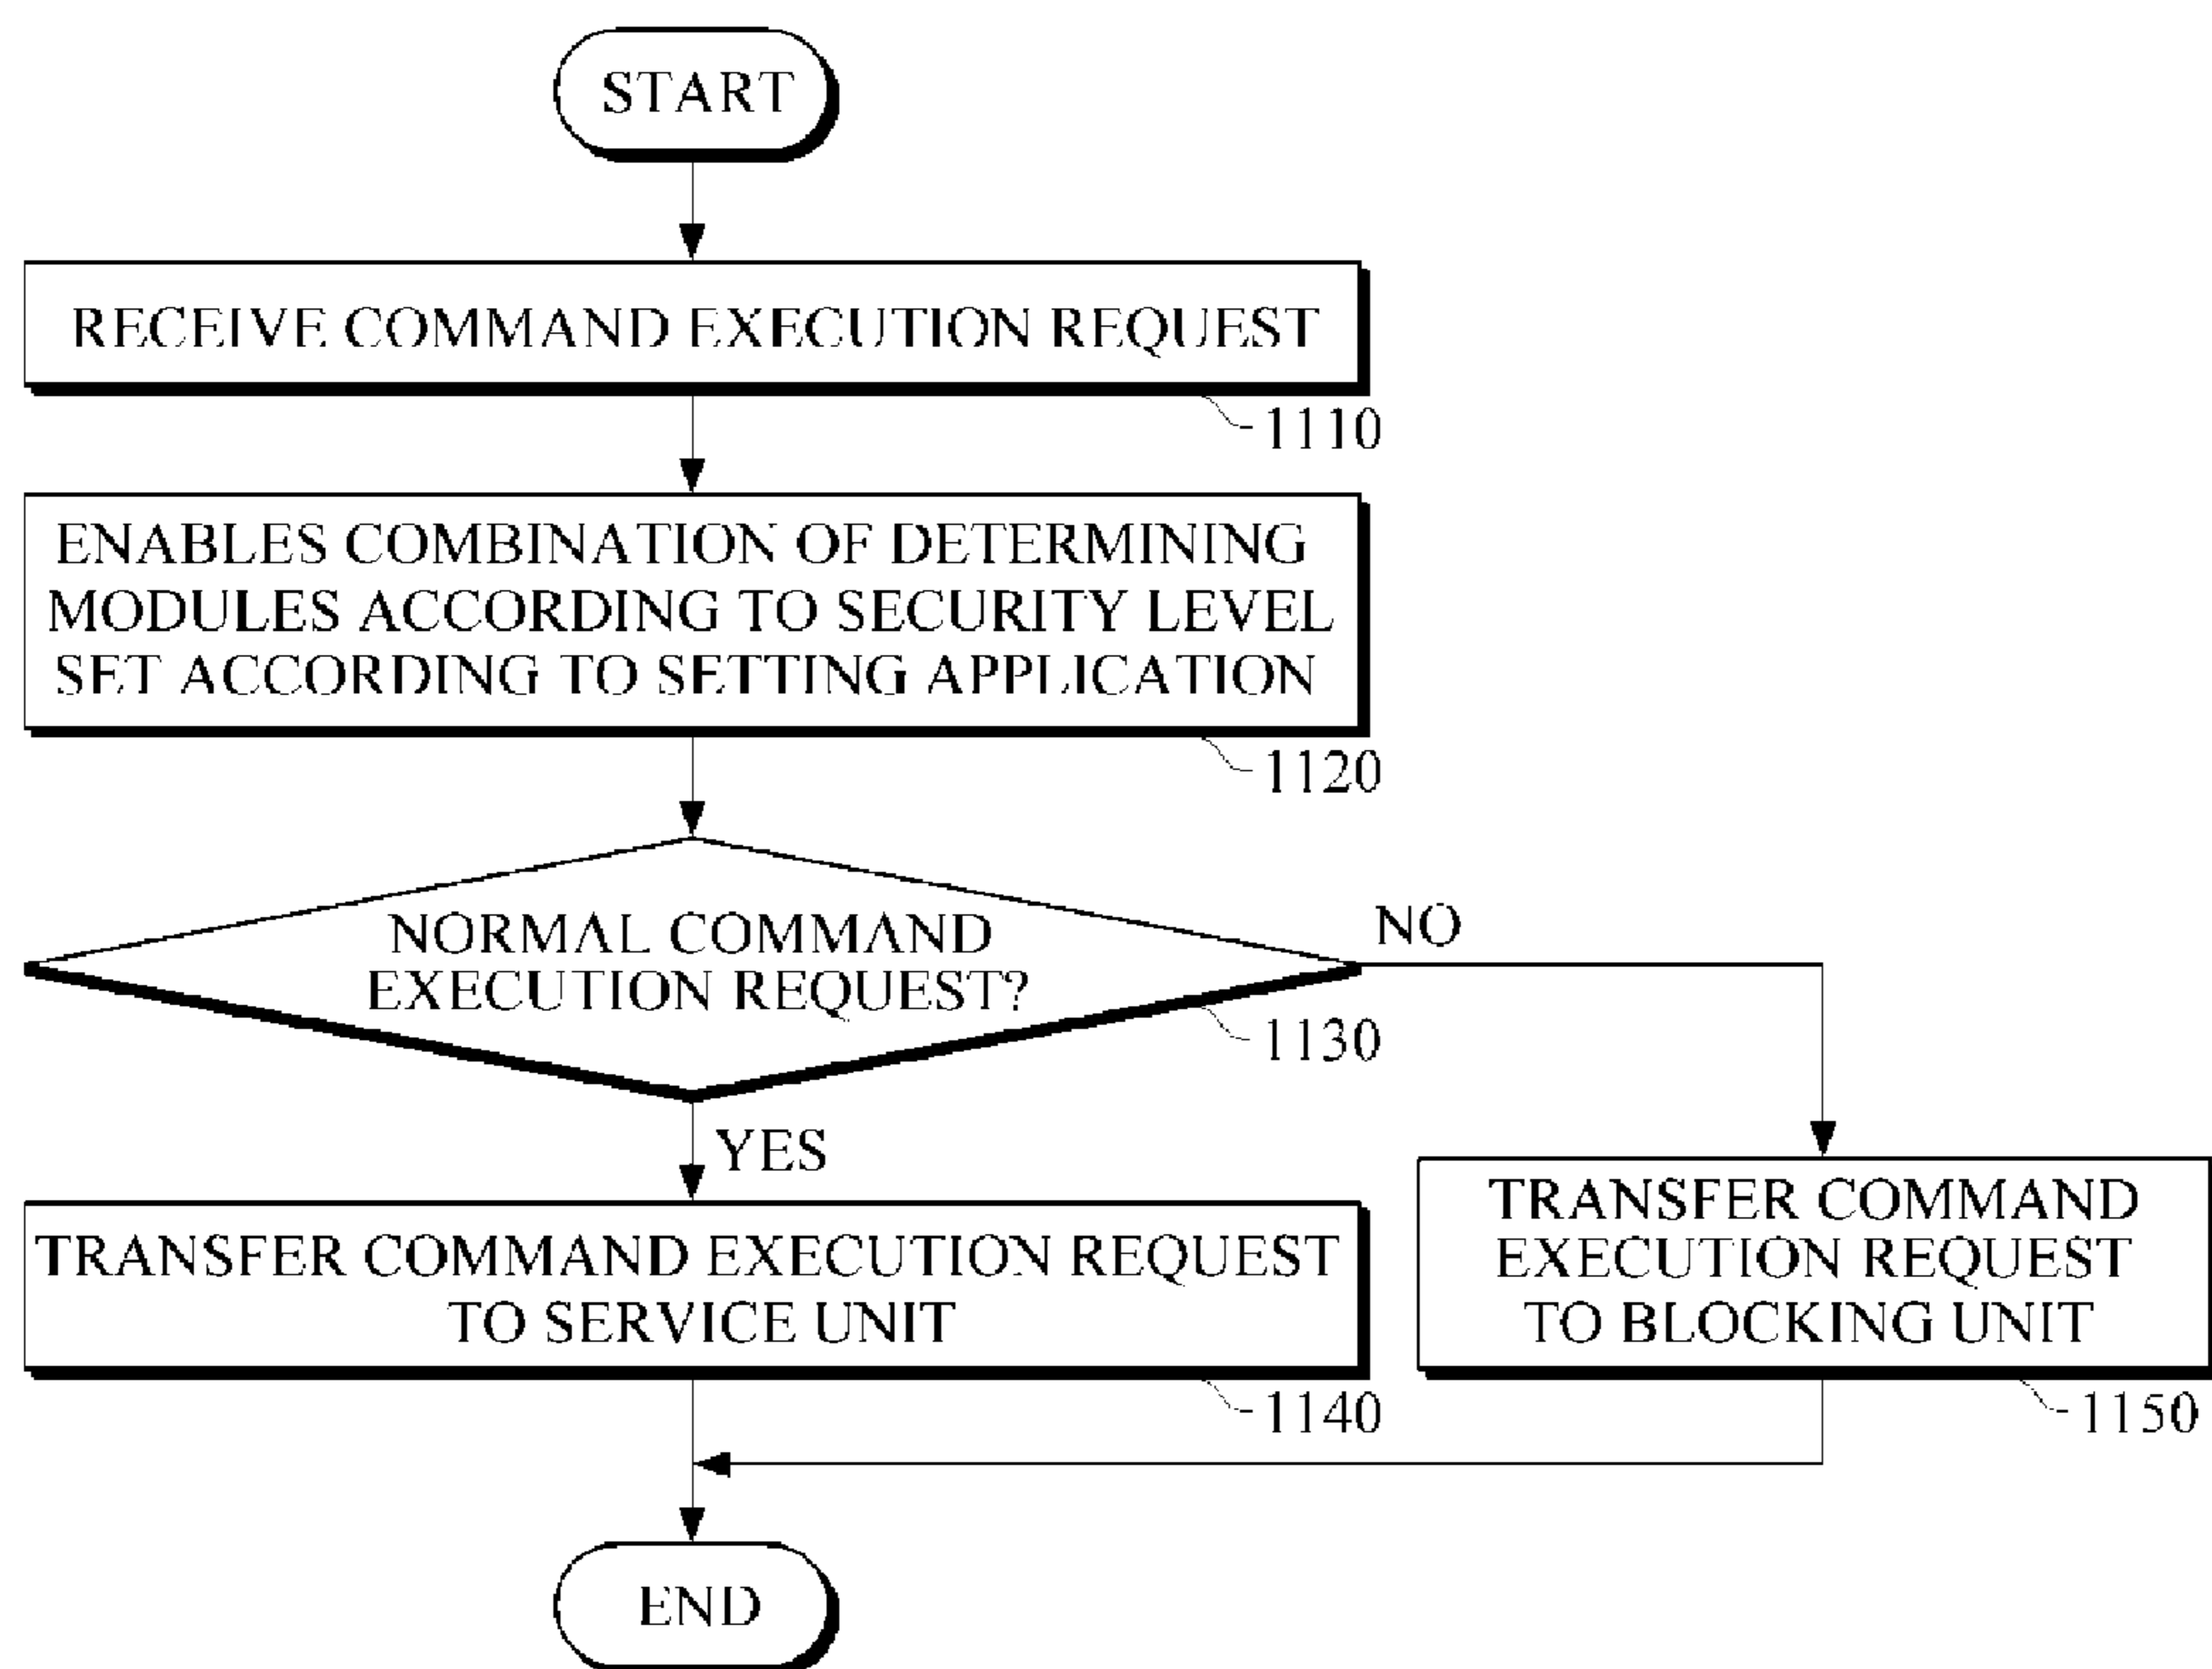 START
RECEIVE COMMAND EXECUTION REQUEST
1110
ENABLES COMBINATION OF DETERMINING
MODULES ACCORDING TO SECURITY LEVEL
SET ACCORDING TO SETTING APPLICATION
1120
NORMAL COMMAND
EXECUTION REQUEST?
NO
1130
YES
TRANSFER COMMAND EXECUTION REQUEST
TO SERVICE UNIT
1140
TRANSFER COMMAND
EXECUTION REQUEST
TO BLOCKING UNIT
1150
END